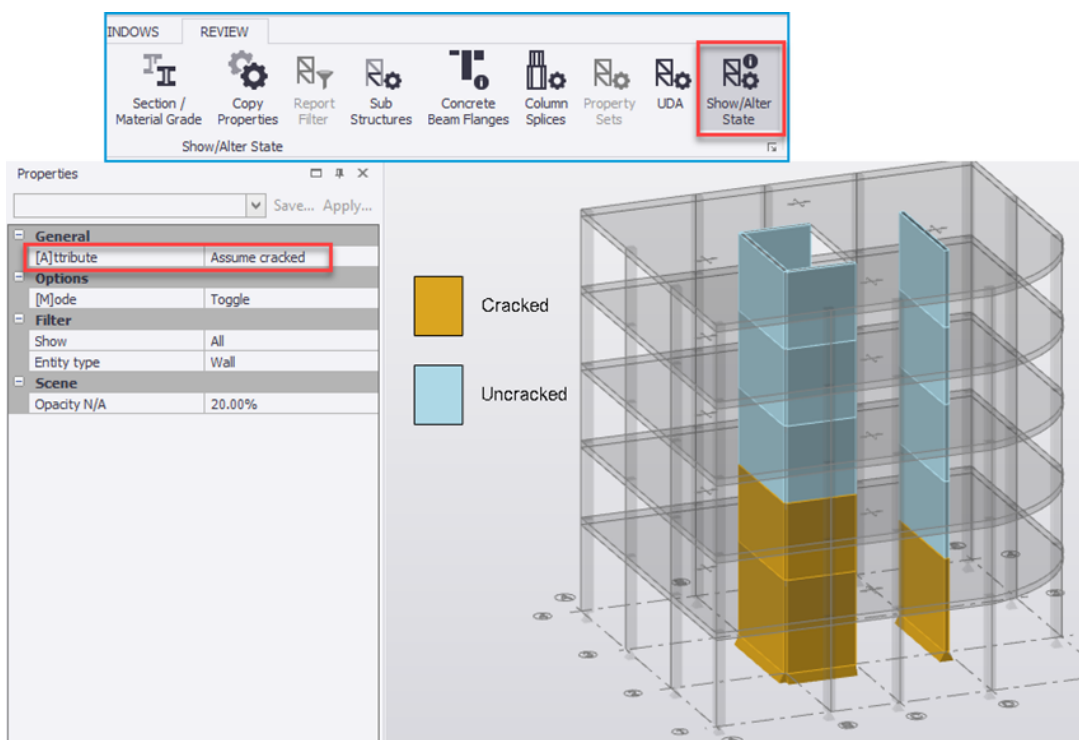 INDOWS REVIEW
Section / Material Grade
Copy Properties
Report Filter
Sub Structures
Concrete Beam Flanges
Column Splices
Property Sets
UDA
Show/Alter State
Show/Alter State
Properties
Save... Apply...
General
[A]ttribute Assume cracked
Options
[M]ode Toggle
Filter
Show All
Entity type Wall
Scene
Opacity N/A 20.00%
Cracked
Uncracked